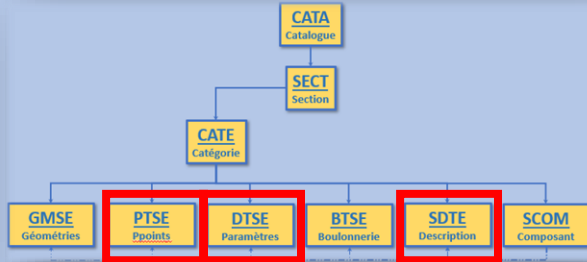 CATA
Catalogue
SECT
Section
CATE
Catégorie
GMSE
Géométries
PTSE
Ppoints
DTSE
Paramètres
BTSE
Boulonnerie
SDTE
Description
SCOM
Composant